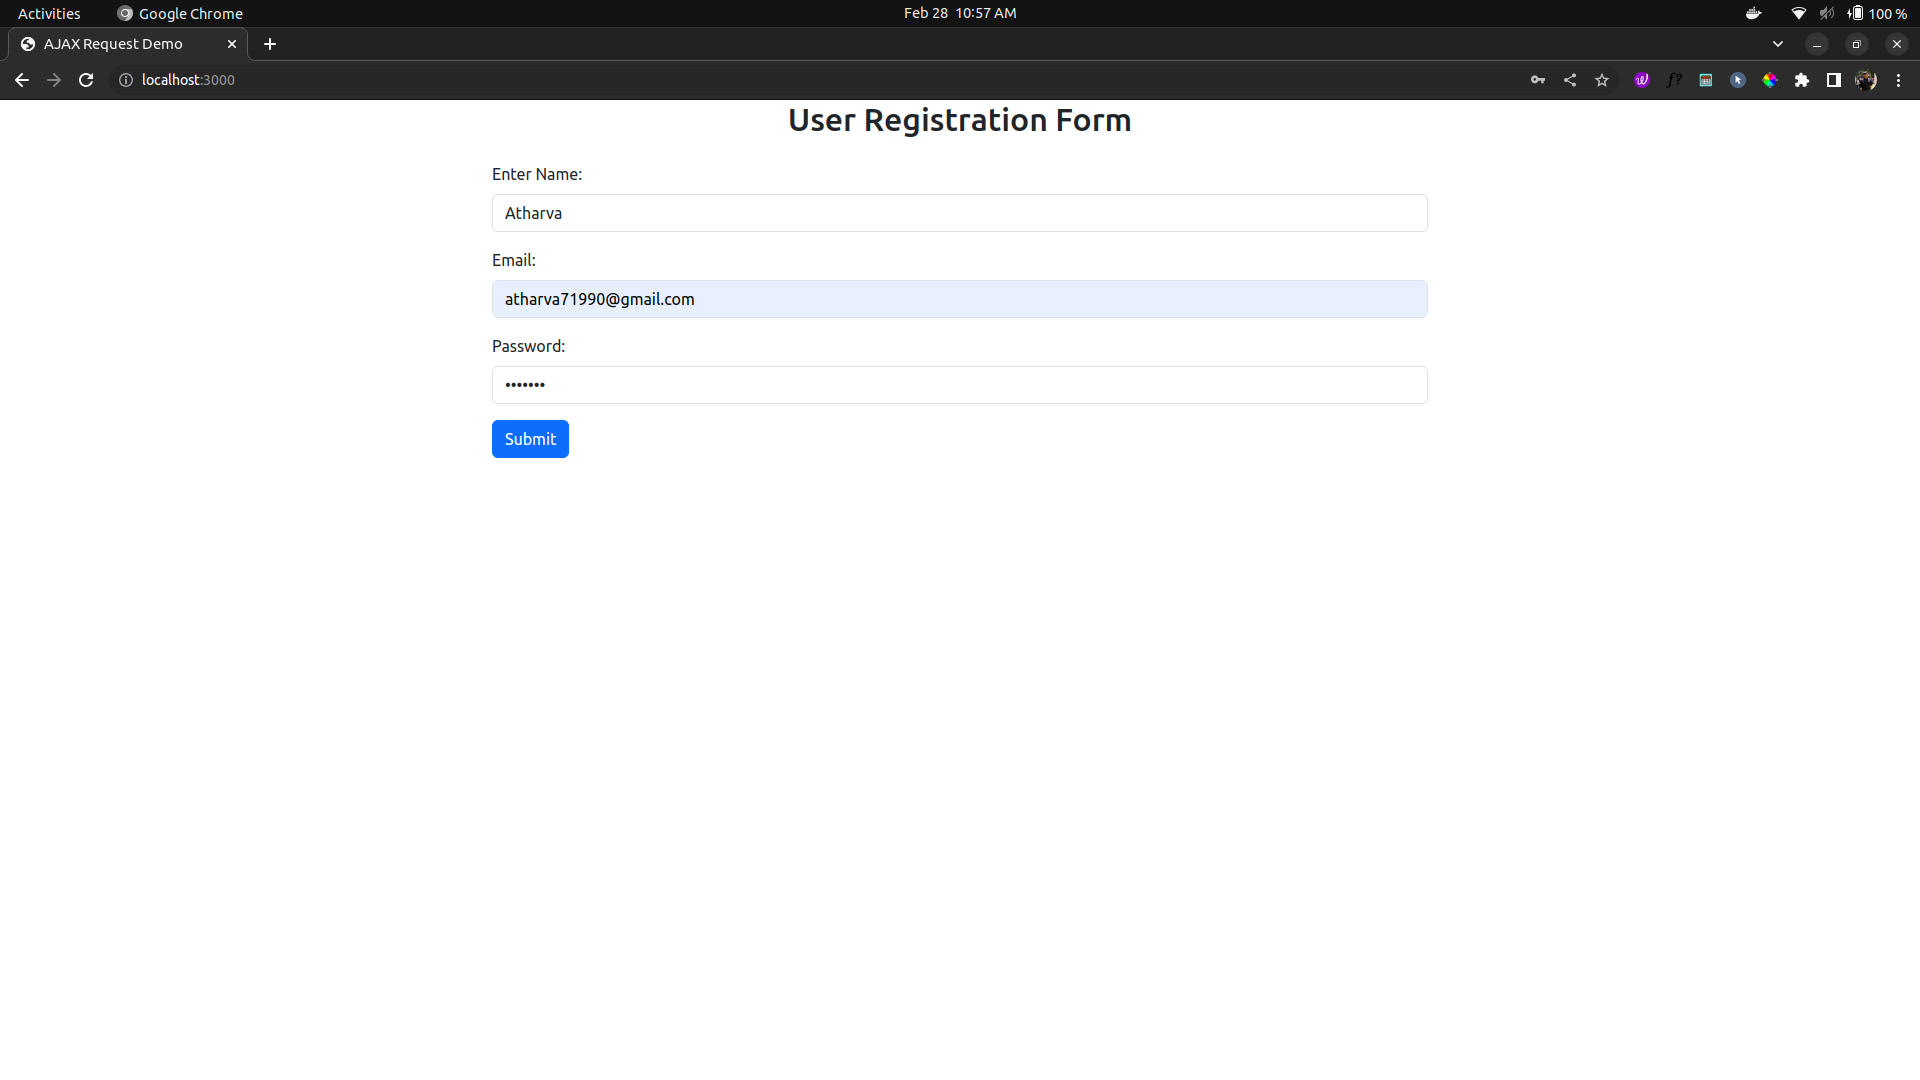 Activities Google Chrome Feb 28 10:57 AM 100 %
AJAX Request Demo
localhost:3000 f?
User Registration Form
Enter Name:
Atharva
Email:
atharva71990@gmail.com
Password:
•••••••
Submit